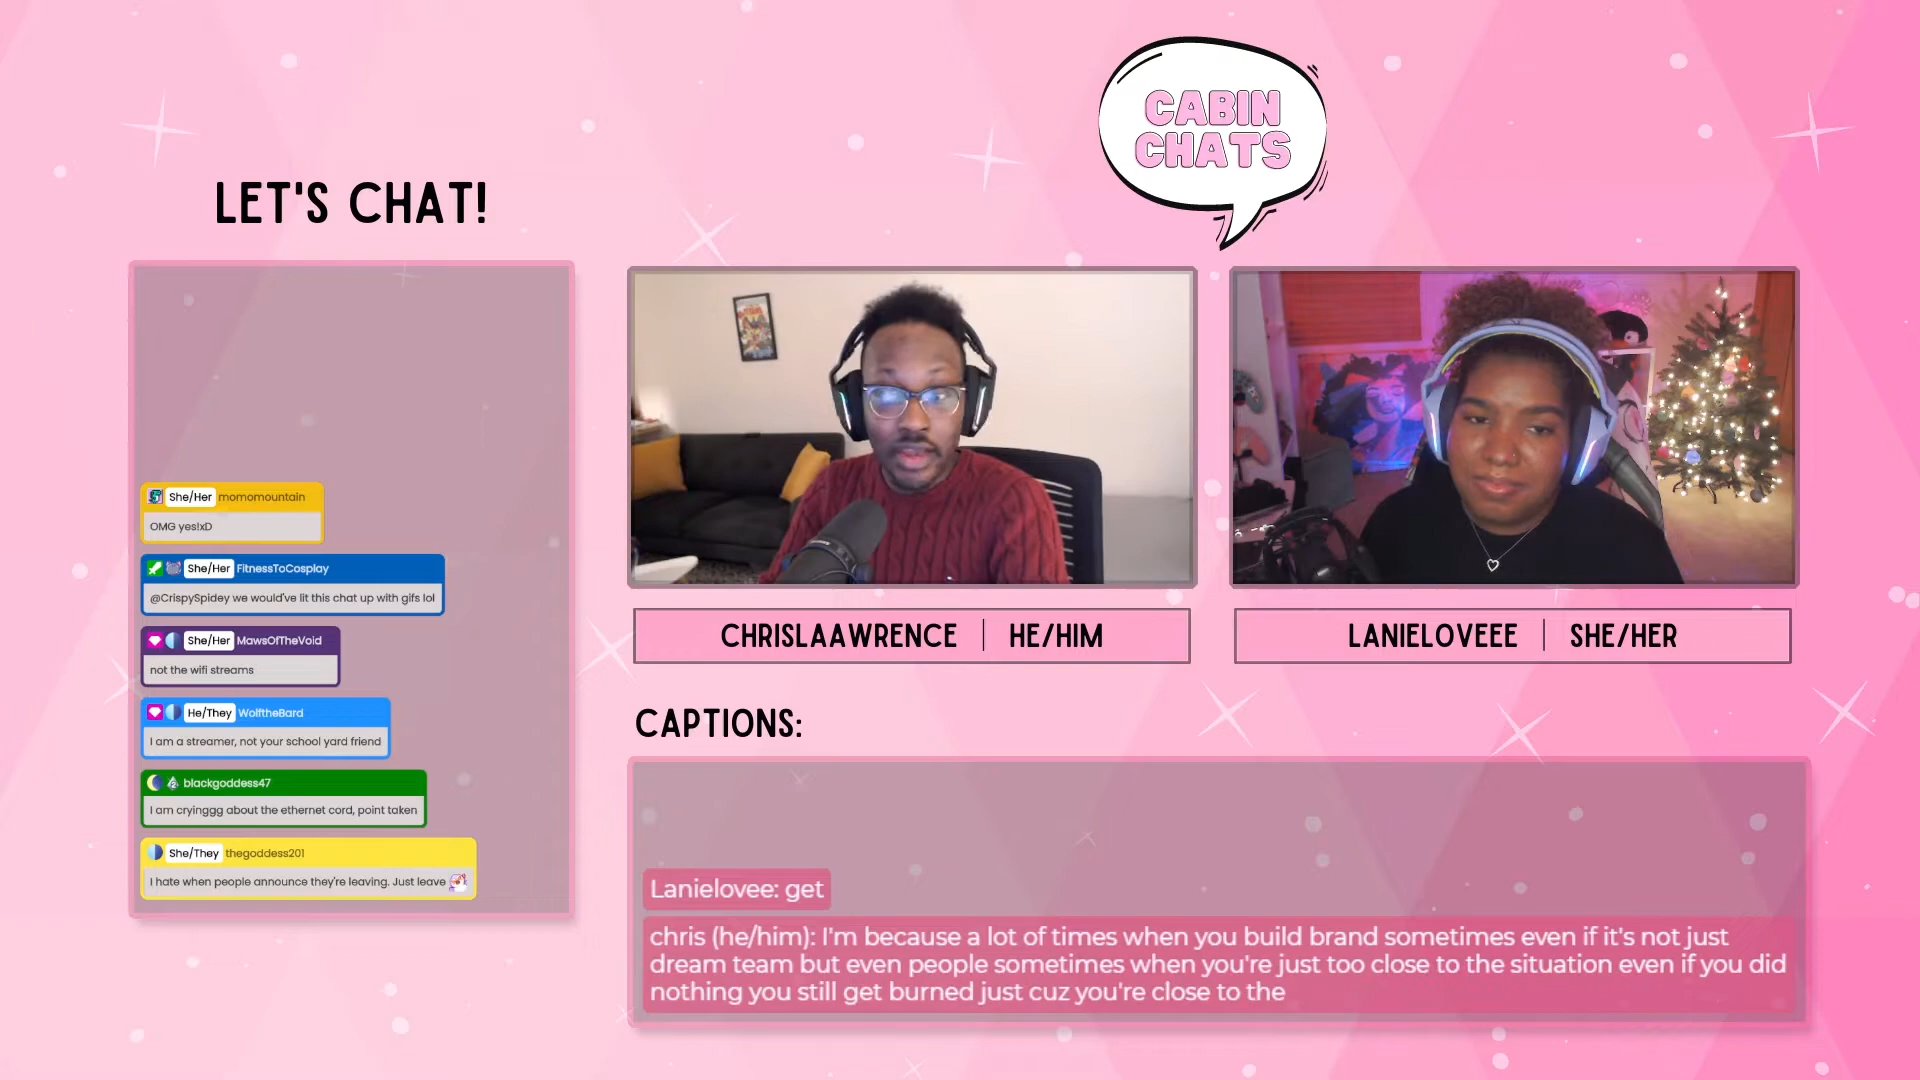 CABIN
CHATS
LET'S CHAT!
She/Her momomountain
OMG yes!xD
She/Her FitnessToCosplay
@CrispySpidey we would've lit this chat up with gifs lol
She/Her MawsOfTheVoid
not the wifi streams
He/They WolftheBard
I am a streamer, not your school yard friend
blackgoddess47
I am cryinggg about the ethernet cord, point taken
She/They thegoddess201
I hate when people announce they're leaving. Just leave
CHRISLAAWRENCE | HE/HIM
LANIELOVEEE | SHE/HER
CAPTIONS:
Lanielovee: get
chris (he/him): I'm because a lot of times when you build brand sometimes even if it's not just
dream team but even people sometimes when you're just too close to the situation even if you did
nothing you still get burned just cuz you're close to the